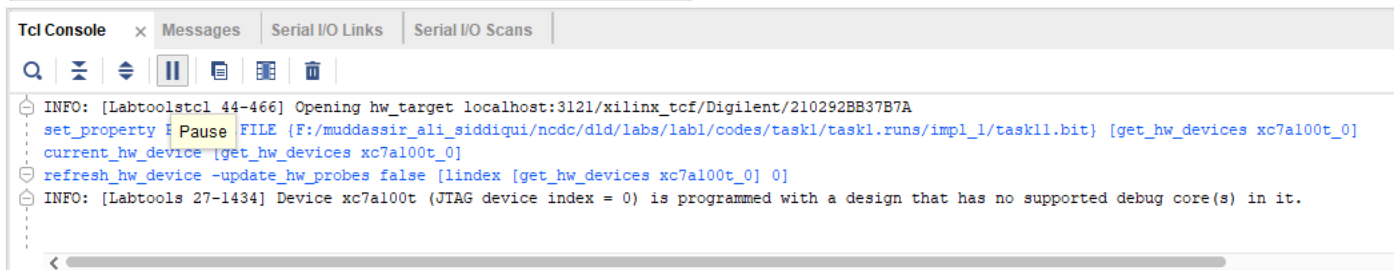 Tcl Console × Messages Serial I/O Links Serial I/O Scans
INFO: [Labtoolstcl 44-466] Opening hw_target localhost:3121/xilinx_tcf/Digilent/210292BB37B7A
set_property Pause FILE {F:/muddassir_ali_siddiqui/ncdc/dld/labs/lab1/codes/task1/task1.runs/impl_1/task11.bit} [get_hw_devices xc7a100t_0]
current_hw_device [get_hw_devices xc7a100t_0]
refresh_hw_device -update_hw_probes false [lindex [get_hw_devices xc7a100t_0] 0]
INFO: [Labtools 27-1434] Device xc7a100t (JTAG device index = 0) is programmed with a design that has no supported debug core(s) in it.